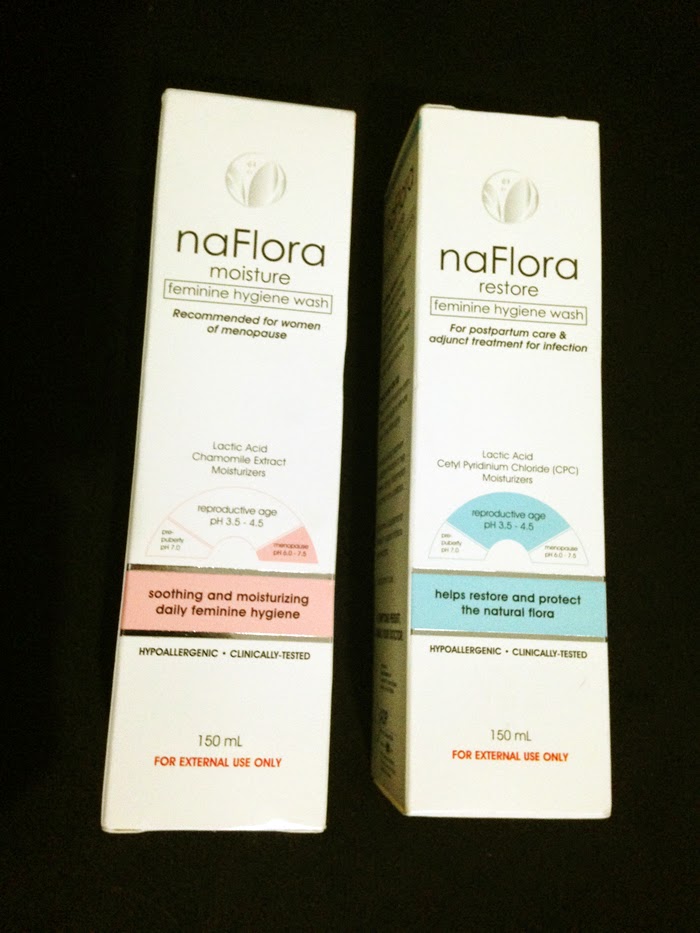 naFlora
moisture
feminine hygiene wash
Recommended for women
of menopause
Lactic Acid
Chamomile Extract
Moisturizers
reproductive age
pH 3.5 - 4.5
pre-
puberty
pH 7.0
menopause
pH 6.0 - 7.5
soothing and moisturizing
daily feminine hygiene
HYPOALLERGENIC • CLINICALLY-TESTED
150 mL
FOR EXTERNAL USE ONLY
naFlora
restore
feminine hygiene wash
For postpartum care &
adjunct treatment for infection
Lactic Acid
Cetyl Pyridinium Chloride (CPC)
Moisturizers
reproductive age
pH 3.5 - 4.5
pre-
puberty
pH 7.0
menopause
pH 6.0 - 7.5
helps restore and protect
the natural flora
HYPOALLERGENIC • CLINICALLY-TESTED
150 mL
FOR EXTERNAL USE ONLY